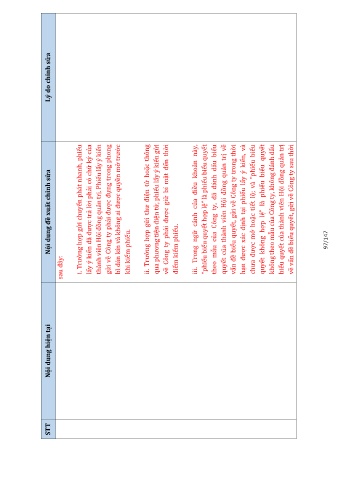 STT
Nội dung hiện tại
Nội dung đề xuất chỉnh sửa
Lý do chỉnh sửa
sau đây:
i. Trường hợp gửi chuyển phát nhanh, phiếu
lấy ý kiến đã được trả lời phải có chữ ký của
thành viên Hội đồng quản trị. Phiếu lấy ý kiến
gửi về Công ty phải được đựng trong phong
bì dán kín và không ai được quyền mở trước
khi kiểm phiếu.
ii. Trường hợp gửi thư điện tử hoặc thông
qua phương tiện điện tử, phiếu lấy ý kiến gửi
về Công ty phải được giữ bí mật đến thời
điểm kiểm phiếu.
iii. Trong ngữ cảnh của điều khoản này,
"phiếu biểu quyết hợp lệ" là phiếu biểu quyết
theo mẫu của Công ty, đã đánh dấu biểu
quyết của thành viên Hội đồng quản trị về
vấn đề biểu quyết, gửi về Công ty trong thời
hạn được xác định tại phiếu lấy ý kiến, và
chưa được mở hoặc tiết lộ; và "phiếu biểu
quyết không hợp lệ" là phiếu biểu quyết
không theo mẫu của Công ty, không đánh dấu
biểu quyết của thành viên Hội đồng quản trị
về vấn đề biểu quyết, gửi về Công ty sau thời
97/147